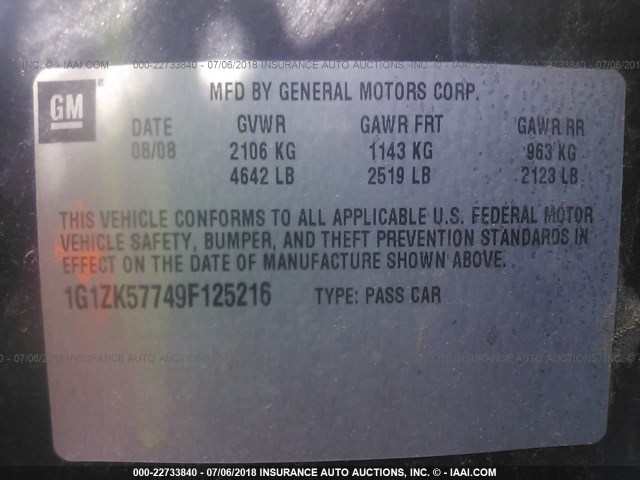 000-22733840 - 07/06/2018 INSURANCE AUTO AUCTIONS, INC. - © IAAI.COM
GM
MFD BY GENERAL MOTORS CORP.
DATE GVWR GAWR FRT GAWR RR
08/08 2106 KG 1143 KG 963 KG
4642 LB 2519 LB 2123 LB
THIS VEHICLE CONFORMS TO ALL APPLICABLE U.S. FEDERAL MOTOR
VEHICLE SAFETY, BUMPER, AND THEFT PREVENTION STANDARDS IN
EFFECT ON THE DATE OF MANUFACTURE SHOWN ABOVE.
1G1ZK57749F125216 TYPE: PASS CAR
000-22733840 - 07/06/2018 INSURANCE AUTO AUCTIONS, INC. - © IAAI.COM